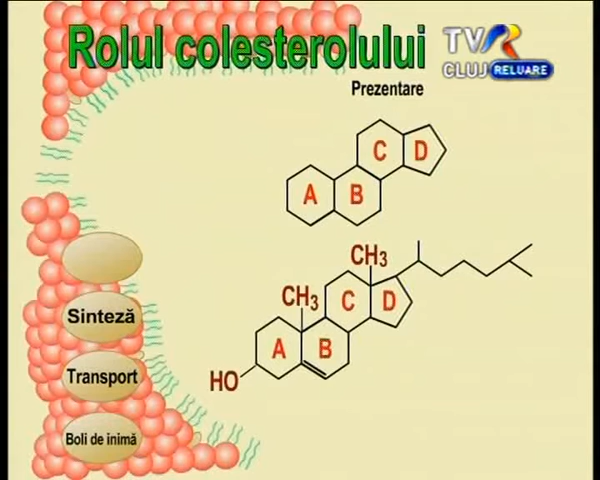 Rolul colesterolului
TVR
CLUJ RELUARE
Prezentare
C D
A B
CH3
CH3 C D
A B
HO
Sinteză
Transport
Boli de inimă